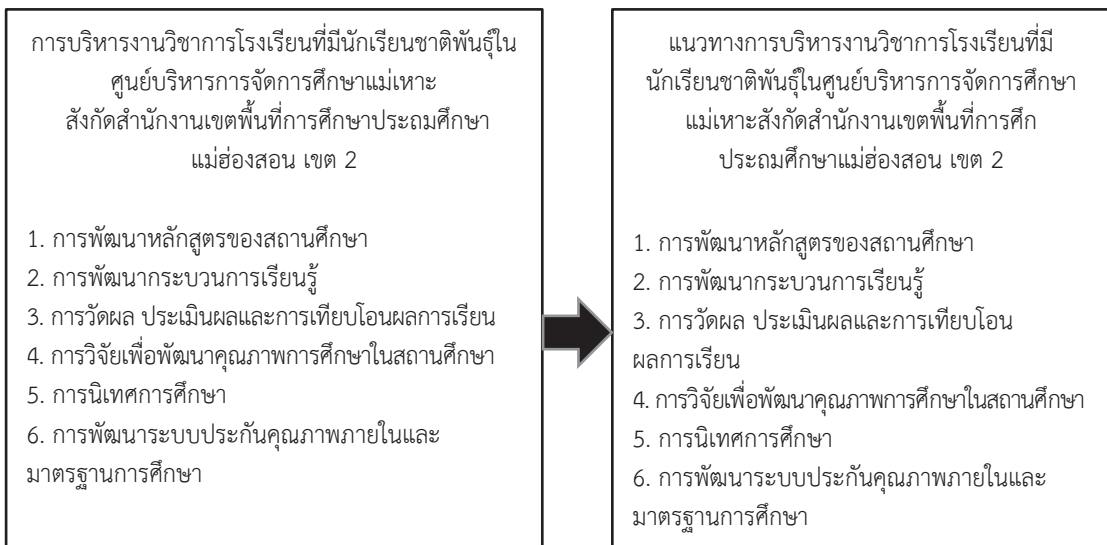 การบริหารงานวิชาการโรงเรียนที่มีนักเรียนชาติพันธุ์ใน
ศูนย์บริหารการจัดการศึกษาแม่เหาะ
สังกัดสำนักงานเขตพื้นที่การศึกษาประถมศึกษา
แม่ฮ่องสอน เขต 2
1. การพัฒนาหลักสูตรของสถานศึกษา
2. การพัฒนากระบวนการเรียนรู้
3. การวัดผล ประเมินผลและการเทียบโอนผลการเรียน
4. การวิจัยเพื่อพัฒนาคุณภาพการศึกษาในสถานศึกษา
5. การนิเทศการศึกษา
6. การพัฒนาระบบประกันคุณภาพภายในและ
มาตรฐานการศึกษา
แนวทางการบริหารงานวิชาการโรงเรียนที่มี
นักเรียนชาติพันธุ์ในศูนย์บริหารการจัดการศึกษา
แม่เหาะสังกัดสำนักงานเขตพื้นที่การศึก
ประถมศึกษาแม่ฮ่องสอน เขต 2
1. การพัฒนาหลักสูตรของสถานศึกษา
2. การพัฒนากระบวนการเรียนรู้
3. การวัดผล ประเมินผลและการเทียบโอน
ผลการเรียน
4. การวิจัยเพื่อพัฒนาคุณภาพการศึกษาในสถานศึกษา
5. การนิเทศการศึกษา
6. การพัฒนาระบบประกันคุณภาพภายในและ
มาตรฐานการศึกษา